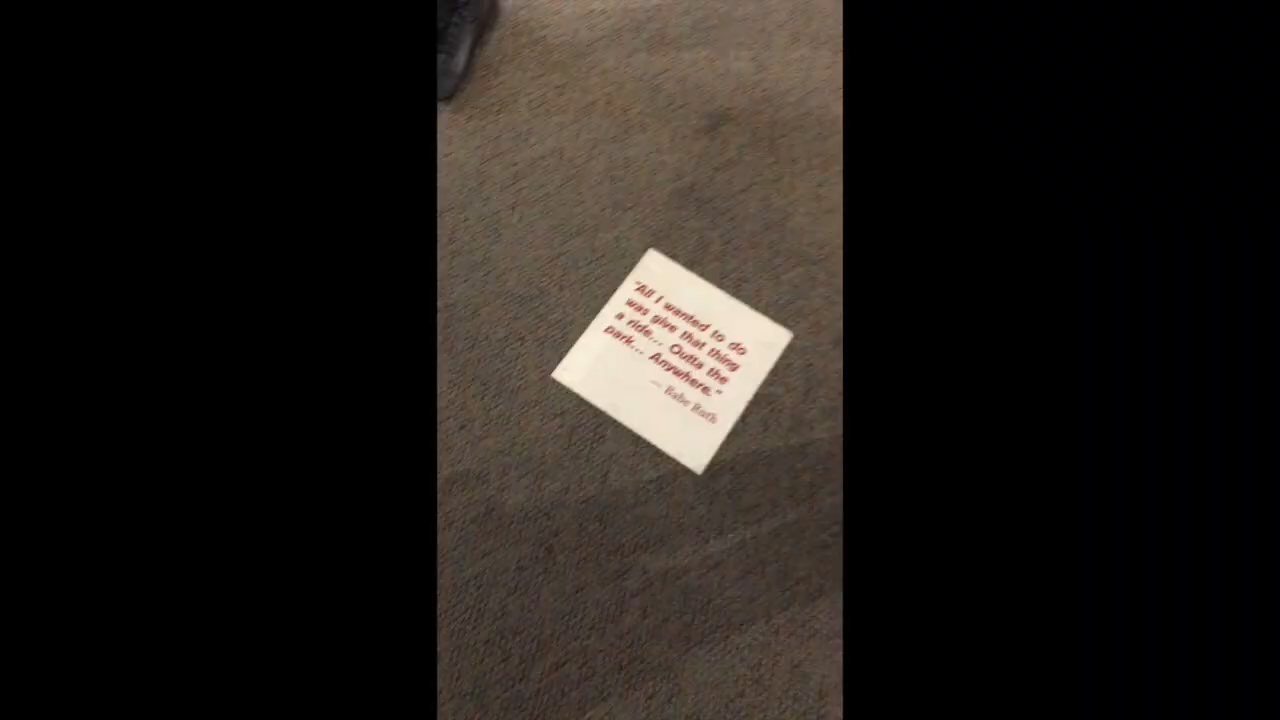 "All I wanted to do
was give that thing
a ride... Outta the
park... Anywhere."
— Babe Ruth